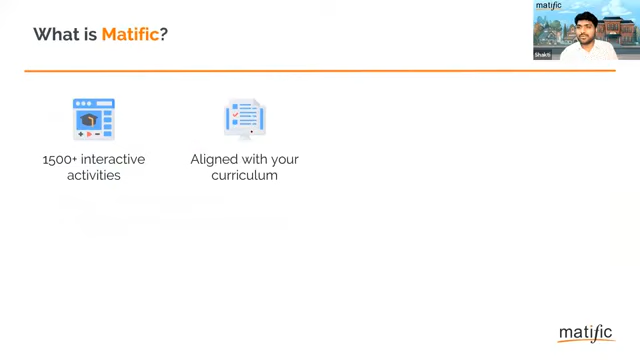 What is Matific?
matific
Shakti
1500+ interactive
activities
Aligned with your
curriculum
matific